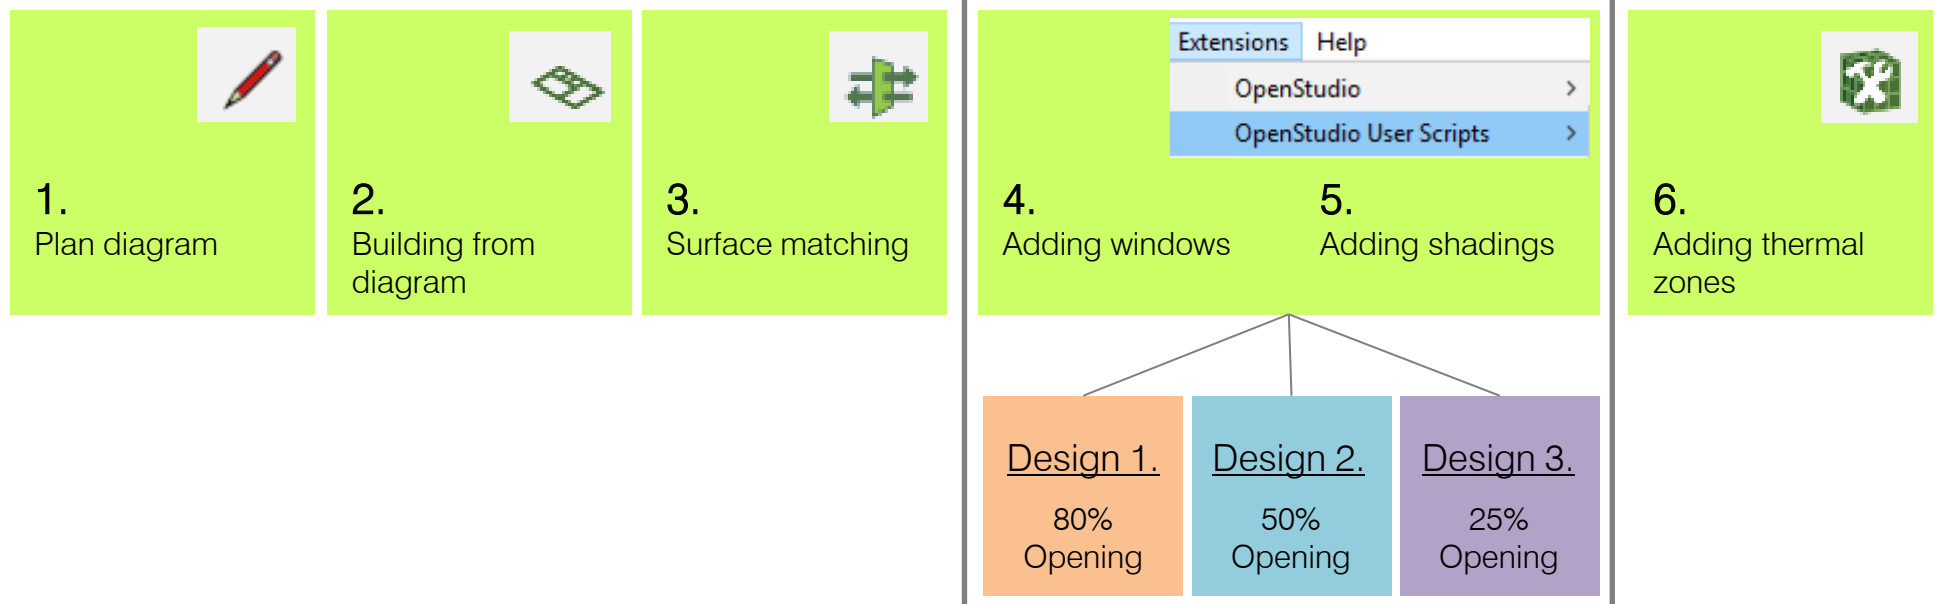 1.
Plan diagram
2.
Building from
diagram
3.
Surface matching
Extensions Help
OpenStudio
OpenStudio User Scripts
4.
Adding windows
5.
Adding shadings
6.
Adding thermal
zones
Design 1.
80%
Opening
Design 2.
50%
Opening
Design 3.
25%
Opening